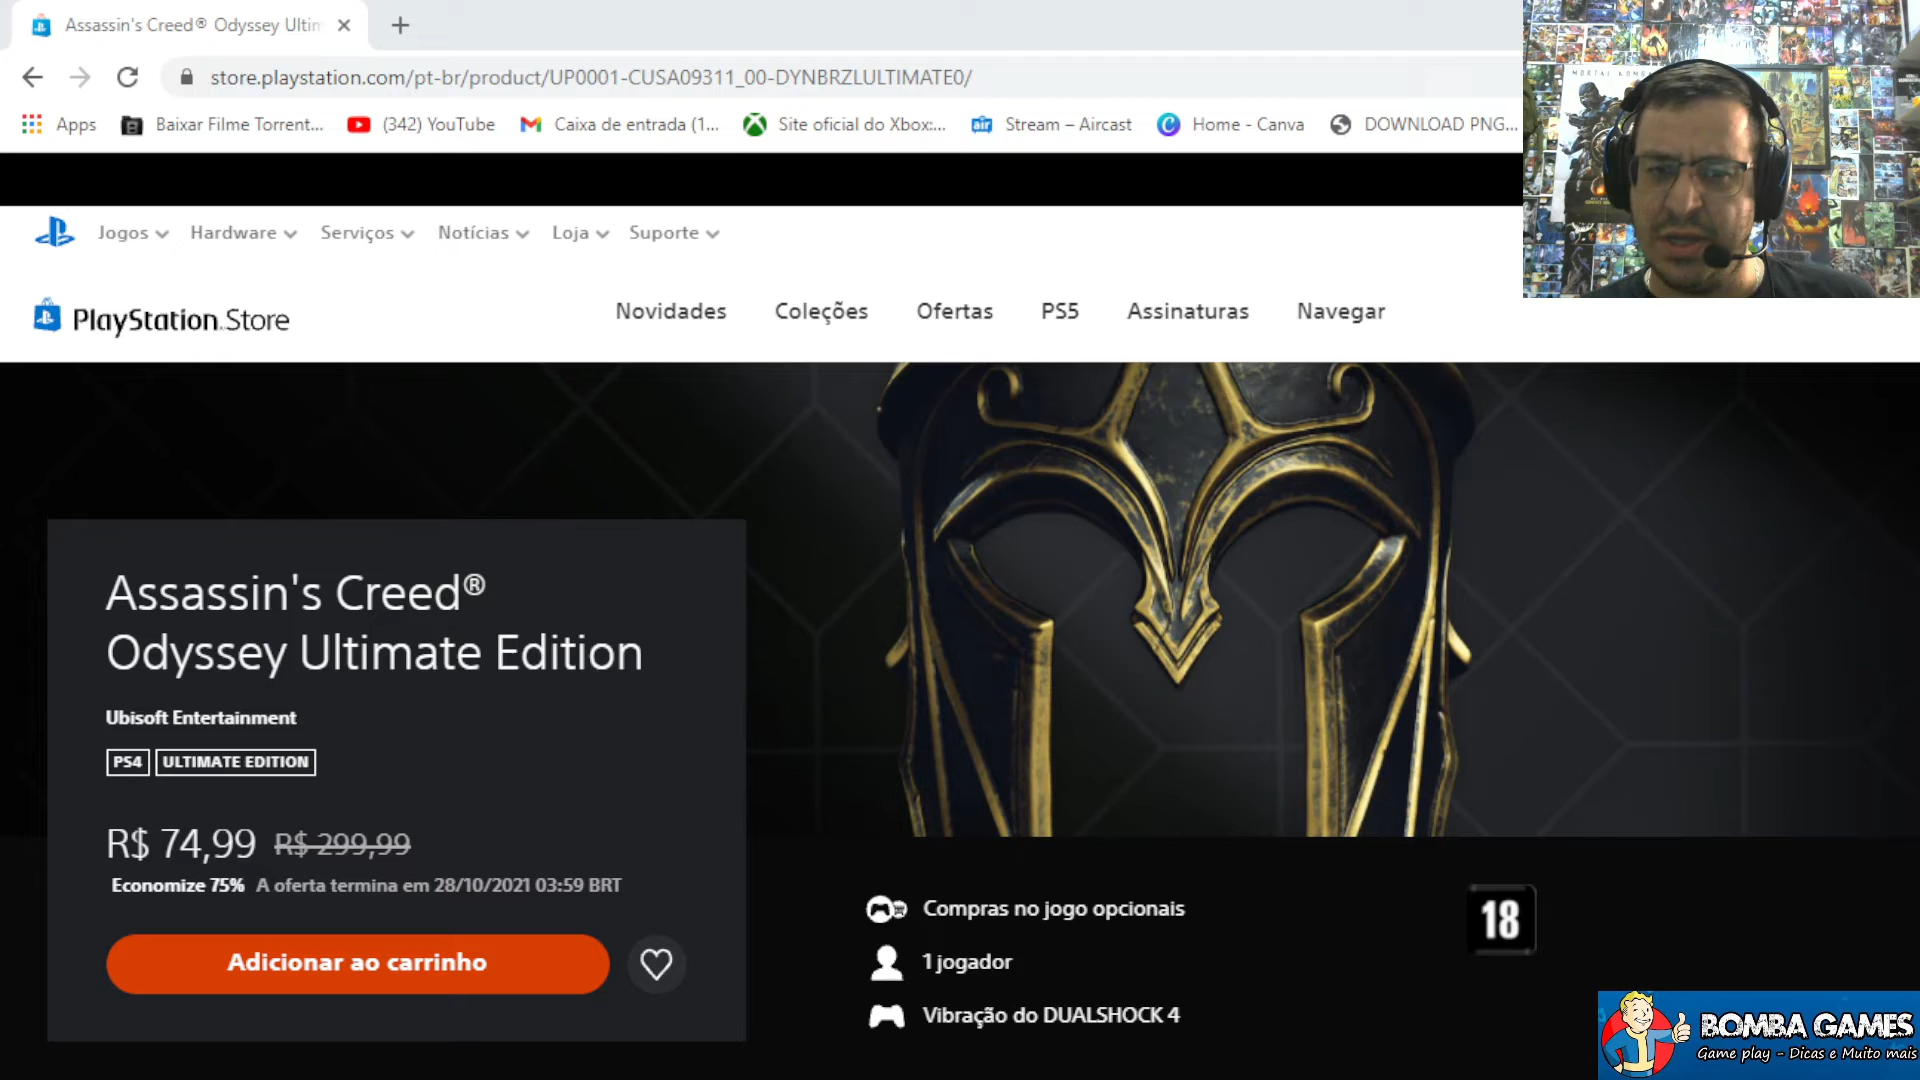 Assassin's Creed® Odyssey Ultim
store.playstation.com/pt-br/product/UP0001-CUSA09311_00-DYNBRZLULTIMATE0/
Apps
Baixar Filme Torrent...
(342) YouTube
Caixa de entrada (1...
Site oficial do Xbox:...
air
Stream – Aircast
Home - Canva
DOWNLOAD PNG...
MORTAL KOMBA
Jogos
Hardware
Serviços
Notícias
Loja
Suporte
PlayStation Store
Novidades
Coleções
Ofertas
PS5
Assinaturas
Navegar
Assassin's Creed®
Odyssey Ultimate Edition
Ubisoft Entertainment
PS4 ULTIMATE EDITION
R$ 74,99 R$ 299,99
Economize 75% A oferta termina em 28/10/2021 03:59 BRT
Adicionar ao carrinho
Compras no jogo opcionais
1 jogador
Vibração do DUALSHOCK 4
18
BOMBA GAMES
Game play - Dicas e Muito mais